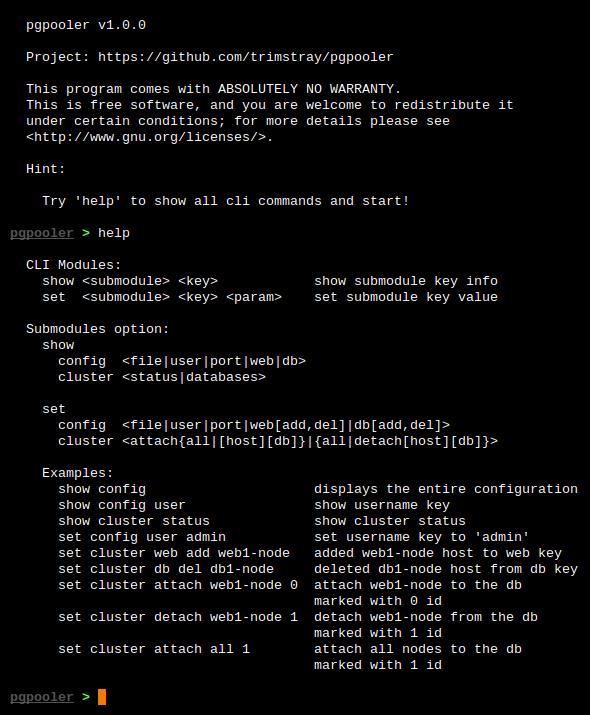 pgpooler v1.0.0
Project: https://github.com/trimstray/pgpooler
This program comes with ABSOLUTELY NO WARRANTY.
This is free software, and you are welcome to redistribute it
under certain conditions; for more details please see
<http://www.gnu.org/licenses/>.
Hint:
Try 'help' to show all cli commands and start!
pgpooler > help
CLI Modules:
show <submodule> <key>            show submodule key info
set  <submodule> <key> <param>    set submodule key value
Submodules option:
show
config  <file|user|port|web|db>
cluster <status|databases>
set
config  <file|user|port|web[add,del]|db[add,del]>
cluster <attach{all|[host][db]}|{all|detach[host][db]}>
Examples:
show config                     displays the entire configuration
show config user                show username key
show cluster status             show cluster status
set config user admin           set username key to 'admin'
set cluster web add web1-node   added web1-node host to web key
set cluster db del db1-node     deleted db1-node host from db key
set cluster attach web1-node 0  attach web1-node to the db
marked with 0 id
set cluster detach web1-node 1  detach web1-node from the db
marked with 1 id
set cluster attach all 1        attach all nodes to the db
marked with 1 id
pgpooler >